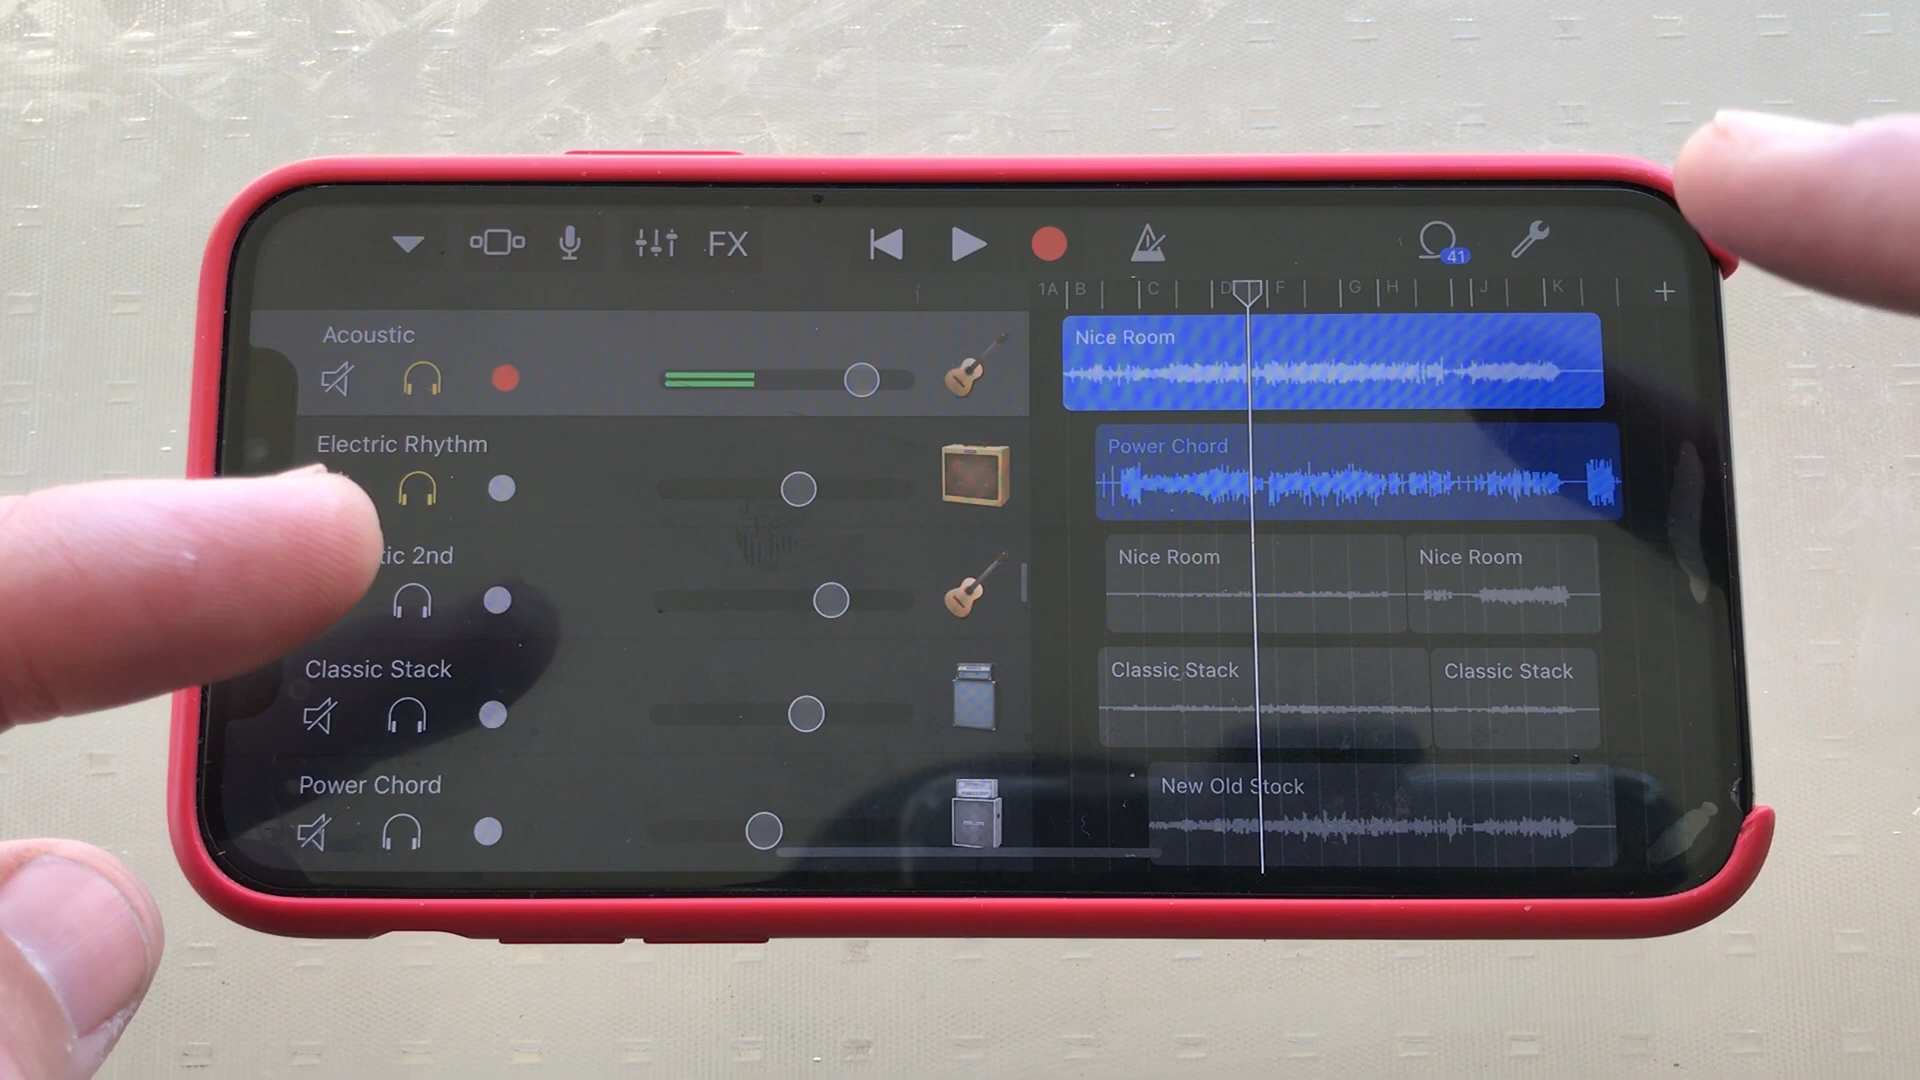 FX
41
1A B C D F G H J K
Acoustic
Nice Room
Electric Rhythm
Power Chord
tic 2nd
Nice Room Nice Room
Classic Stack
Classic Stack Classic Stack
Power Chord
New Old Stock